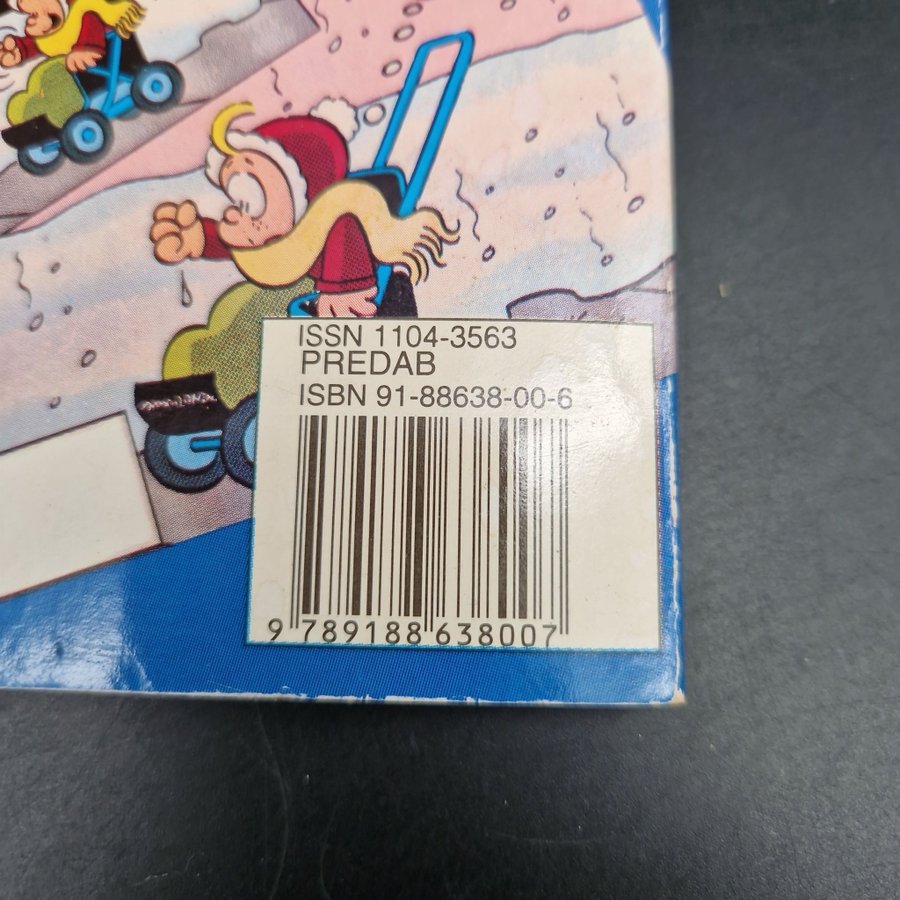 ISSN 1104-3563
PREDAB
ISBN 91-88638-00-6
9 789188 638007